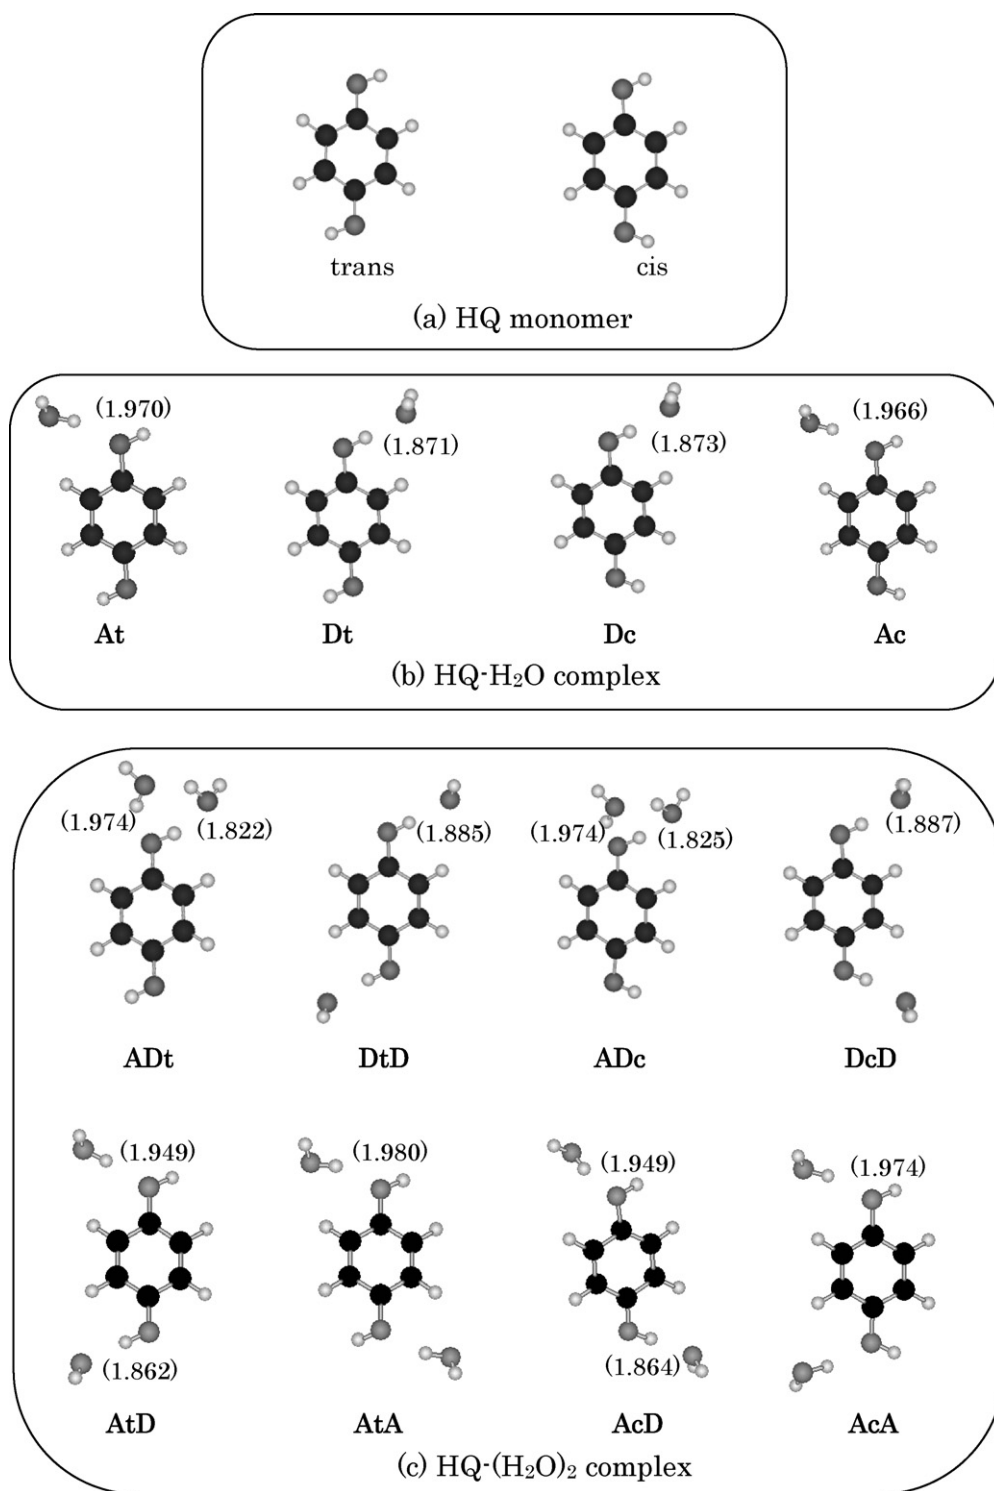 trans cis
(a) HQ monomer
(1.970) (1.871) (1.873) (1.966)
At Dt Dc Ac
(b) HQ-H₂O complex
(1.974) (1.822) (1.885) (1.974) (1.825) (1.887)
ADt DtD ADc DcD
(1.949) (1.980) (1.949) (1.974)
(1.862) (1.864)
AtD AtA AcD AcA
(c) HQ-(H₂O)₂ complex